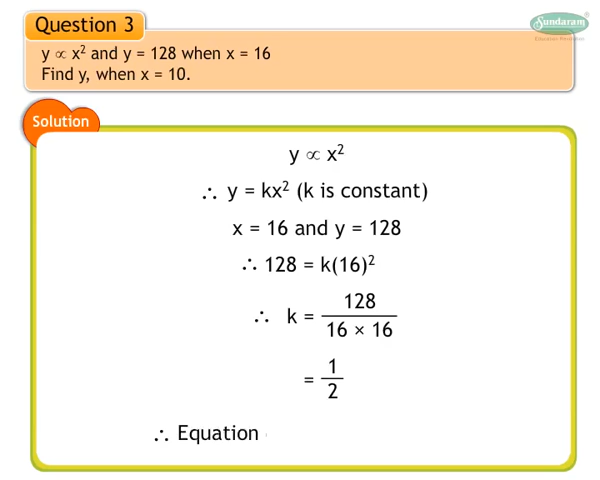 Question 3
Sundaram
®
y ∝ x² and y = 128 when x = 16
Find y, when x = 10.
Solution
y ∝ x²
∴ y = kx² (k is constant)
x = 16 and y = 128
∴ 128 = k(16)²
∴ k = 128 / 16 × 16
= 1 / 2
∴ Equation